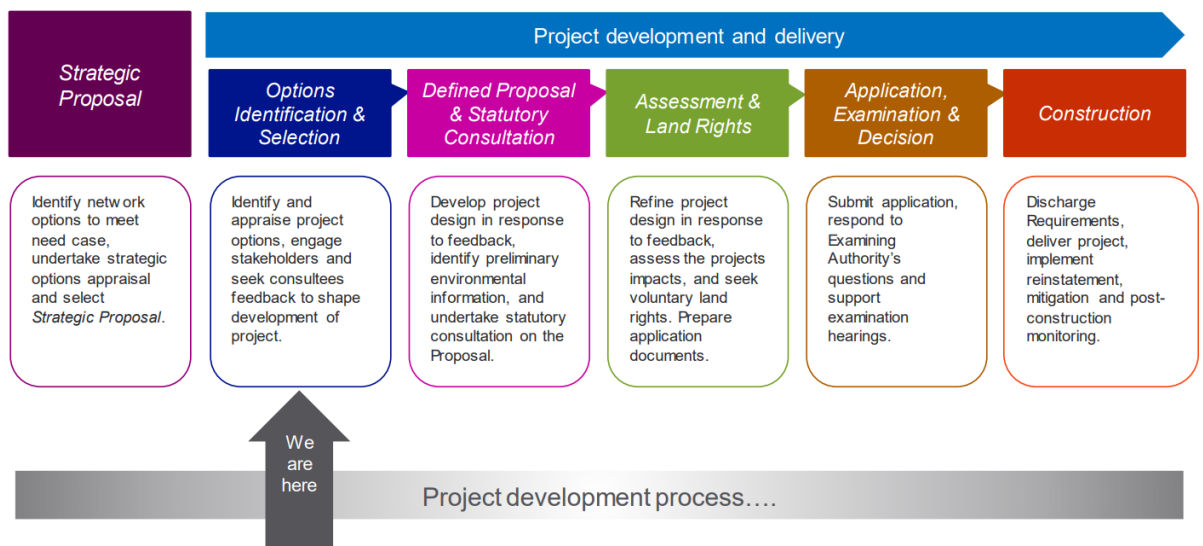 Project development and delivery
Strategic
Proposal
Options
Identification &
Selection
Defined Proposal
& Statutory
Consultation
Assessment &
Land Rights
Application,
Examination &
Decision
Construction
Identify network
options to meet
need case,
undertake strategic
options appraisal
and select
Strategic Proposal.
Identify and
appraise project
options, engage
stakeholders and
seek consultees
feedback to shape
development of
project.
Develop project
design in response
to feedback,
identify preliminary
environmental
information, and
undertake statutory
consultation on the
Proposal.
Refine project
design in response
to feedback,
assess the projects
impacts, and seek
voluntary land
rights. Prepare
application
documents.
Submit application,
respond to
Examining
Authority's
questions and
support
examination
hearings.
Discharge
Requirements,
deliver project,
implement
reinstatement,
mitigation and post-
construction
monitoring.
We
are
here
Project development process....